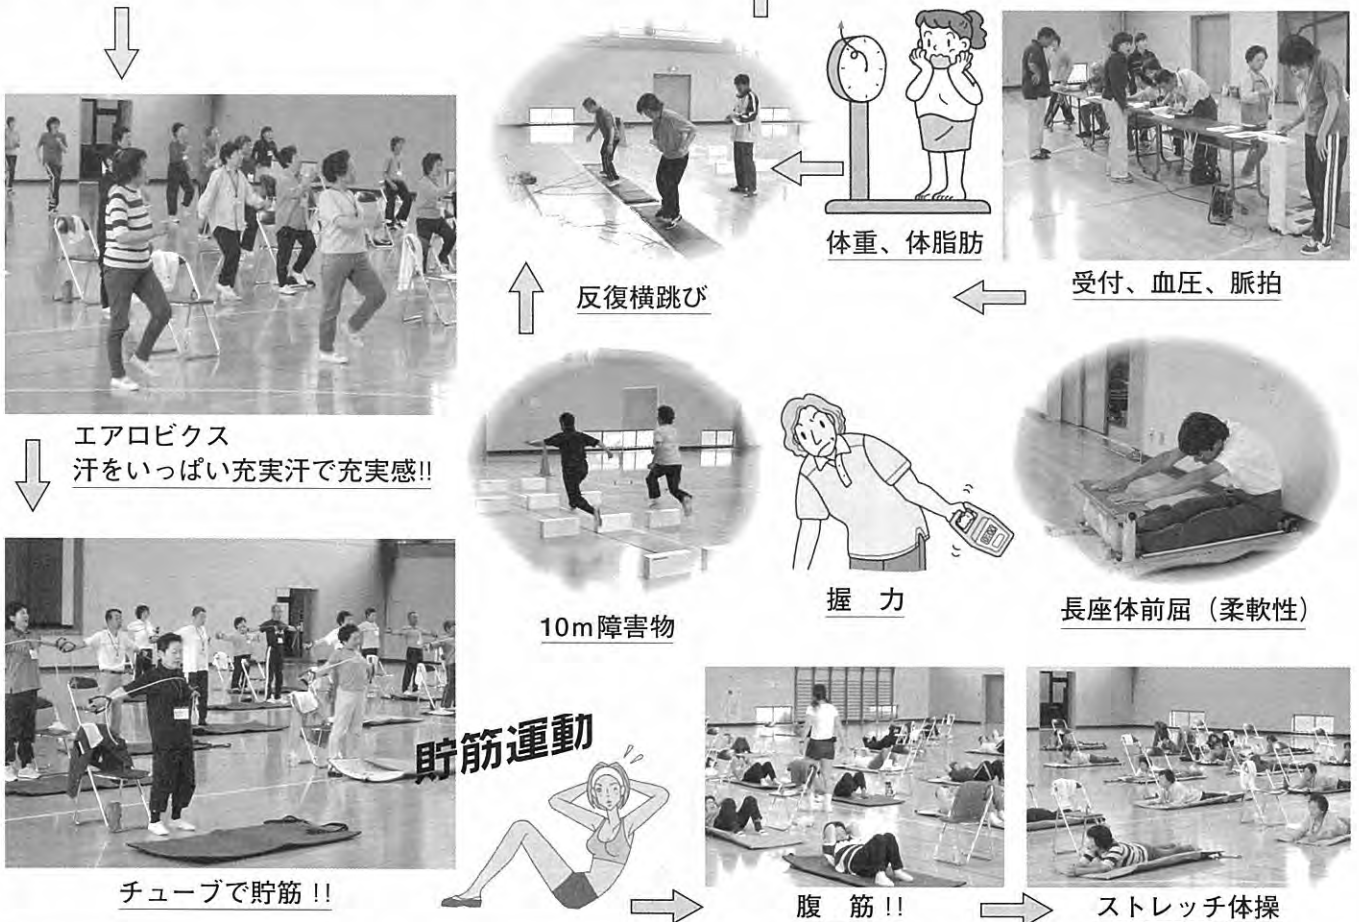 体重、体脂肪
受付、血圧、脈拍
反復横跳び
エアロビクス
汗をいっぱい充実汗で充実感!!
10m障害物
握　力
長座体前屈（柔軟性）
貯筋運動
チューブで貯筋!!
腹　筋!!
ストレッチ体操